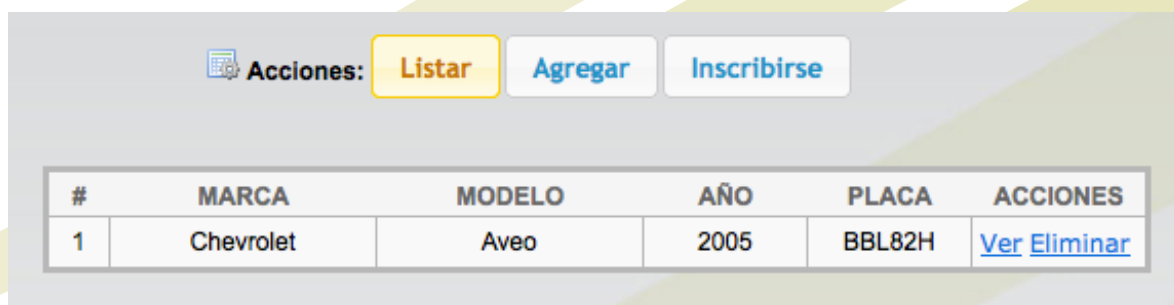 Acciones: Listar Agregar Inscribirse
# MARCA MODELO AÑO PLACA ACCIONES
1 Chevrolet Aveo 2005 BBL82H Ver Eliminar